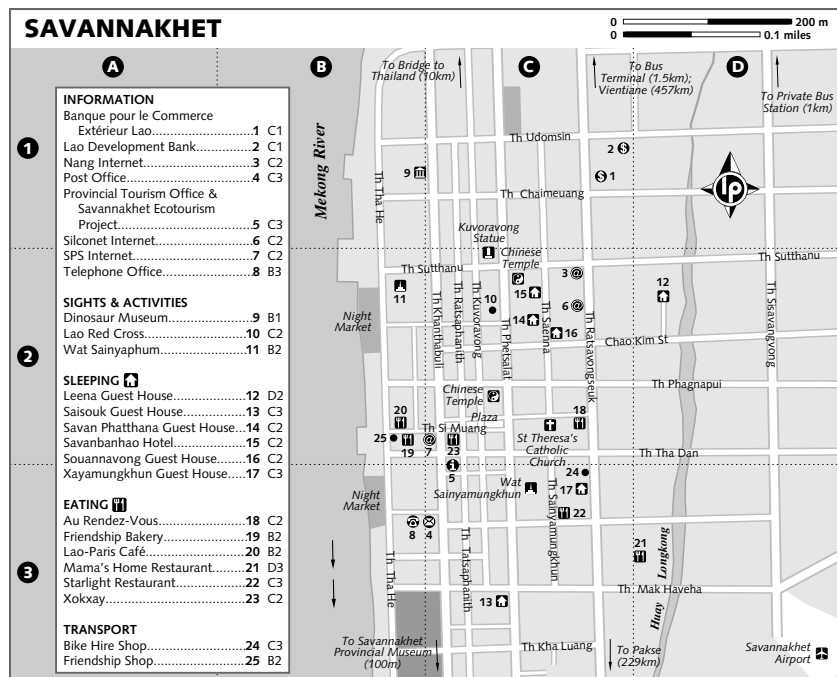 SAVANNAKHET
0 200 m
0 0.1 miles
A
B
C
D
1
2
3
INFORMATION
Banque pour le Commerce
Extérieur Lao....................1 C1
Lao Development Bank..........2 C1
Nang Internet....................3 C2
Post Office....................4 C3
Provincial Tourism Office &
Savannakhet Ecotourism
Project....................5 C3
Silconet Internet....................6 C2
SPS Internet....................7 C2
Telephone Office....................8 B3
SIGHTS & ACTIVITIES
Dinosaur Museum....................9 B1
Lao Red Cross....................10 C2
Wat Sainyaphum....................11 B2
SLEEPING
Leena Guest House....................12 D2
Saisouk Guest House....................13 C3
Savan Phatthana Guest House....14 C2
Savanbanhao Hotel....................15 C2
Souannavong Guest House........16 C2
Xayamungkhun Guest House.....17 C3
EATING
Au Rendez-Vous....................18 C2
Friendship Bakery....................19 B2
Lao-Paris Café....................20 B2
Mama's Home Restaurant..........21 D3
Starlight Restaurant....................22 C3
Xokxay....................23 C2
TRANSPORT
Bike Hire Shop....................24 C3
Friendship Shop....................25 B2
To Bridge to
Thailand (10km)
To Bus
Terminal (1.5km);
Vientiane (457km)
To Private Bus
Station (1km)
Mekong River
Th Tha He
Th Udomsin
2 $
$ 1
9
Th Chaimeuang
lp
Kuvoravong
Statue
Chinese
Temple
Th Sutthanu
Th Sutthanu
3 @
12
11
15
10
6 @
14
16
Night
Market
Th Khanthabuli
Th Ratsaphanith
Th Kuvoravong
Th Phetsalat
Th Saenna
Th Ratsavongseuk
Th Sisavangvong
Chao Kim St
Th Phagnapui
Chinese
Temple
Plaza
20
18
Th Si Muang
25
19
@
7
23
St Theresa's
Catholic
Church
Th Tha Dan
5
24
Wat
Sainyamungkhun
17
Night
Market
Th Sainyamungkhun
22
8
4
21
Th Tha He
Th Tatsaphanith
Huay Longkong
Th Mak Haveha
13
To Savannakhet
Provincial Museum
(100m)
Th Kha Luang
To Pakse
(229km)
Savannakhet
Airport